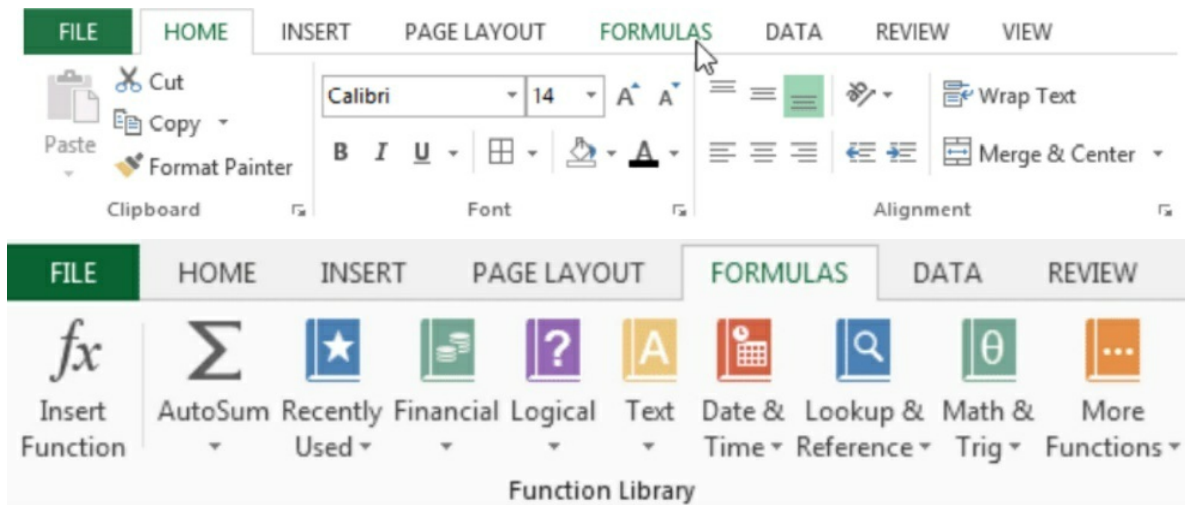 FILE HOME INSERT PAGE LAYOUT FORMULAS DATA REVIEW VIEW
Paste
Cut
Copy
Format Painter
Clipboard
Calibri 14 A A
B I U A
Font
Wrap Text
Merge & Center
Alignment
FILE HOME INSERT PAGE LAYOUT FORMULAS DATA REVIEW
fx Σ ? A θ
Insert AutoSum Recently Financial Logical Text Date & Lookup & Math & More
Function Used Time Reference Trig Functions
Function Library